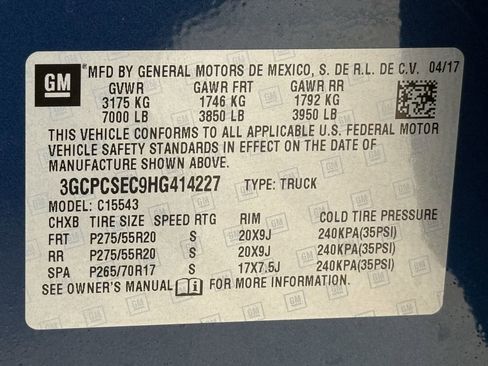 GM MFD BY GENERAL MOTORS DE MEXICO, S. DE R.L. DE C.V. 04/17
GVWR GAWR FRT GAWR RR
3175 KG 1746 KG 1792 KG
7000 LB 3850 LB 3950 LB
THIS VEHICLE CONFORMS TO ALL APPLICABLE U.S. FEDERAL MOTOR
VEHICLE SAFETY STANDARDS IN EFFECT ON THE DATE OF MANUFACTURE
SHOWN ABOVE.
3GCPCSEC9HG414227 TYPE: TRUCK
MODEL: C15543
CHXB TIRE SIZE SPEED RTG RIM COLD TIRE PRESSURE
FRT P275/55R20 S 20X9J 240KPA(35PSI)
RR P275/55R20 S 20X9J 240KPA(35PSI)
SPA P265/70R17 S 17X7.5J 240KPA(35PSI)
SEE OWNER'S MANUAL i FOR MORE INFORMATION.